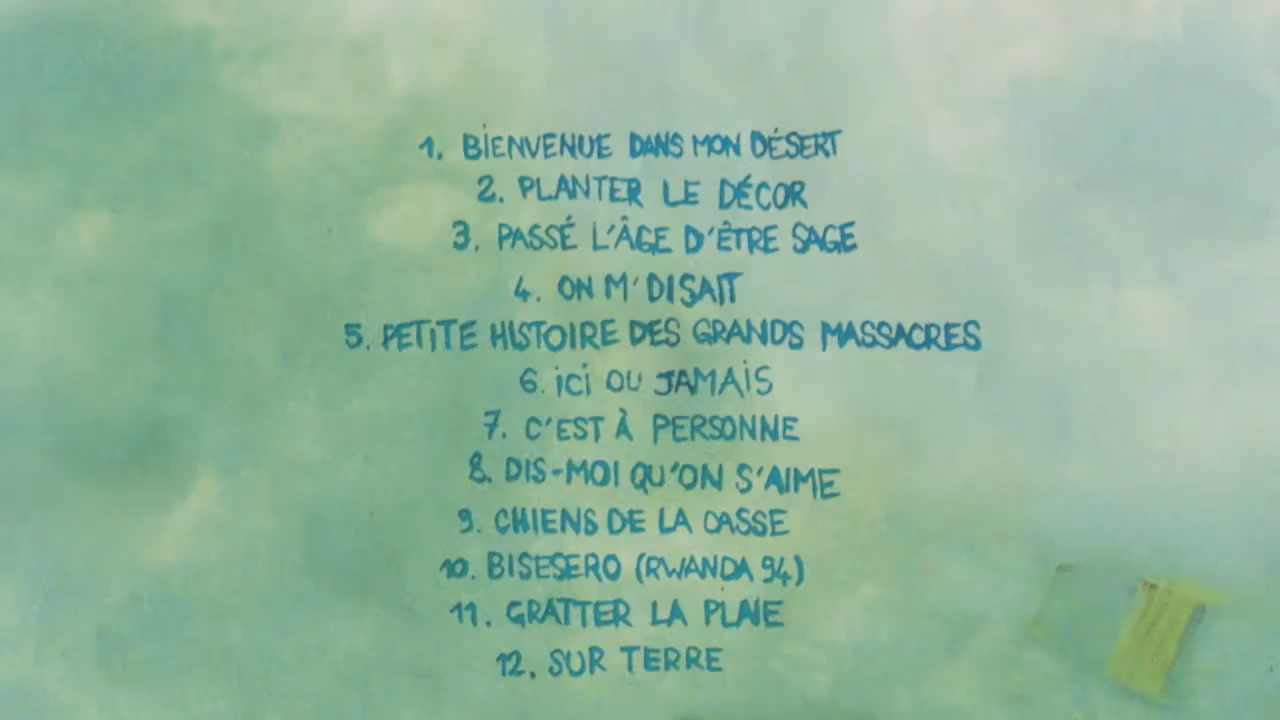 1. BIENVENUE DANS MON DÉSERT
2. PLANTER LE DÉCOR
3. PASSÉ L'ÂGE D'ÊTRE SAGE
4. ON M'DISAIT
5. PETITE HISTOIRE DES GRANDS MASSACRES
6. ICI OU JAMAIS
7. C'EST À PERSONNE
8. DIS-MOI QU'ON S'AIME
9. CHIENS DE LA CASSE
10. BISESERO (RWANDA 94)
11. GRATTER LA PLAIE
12. SUR TERRE